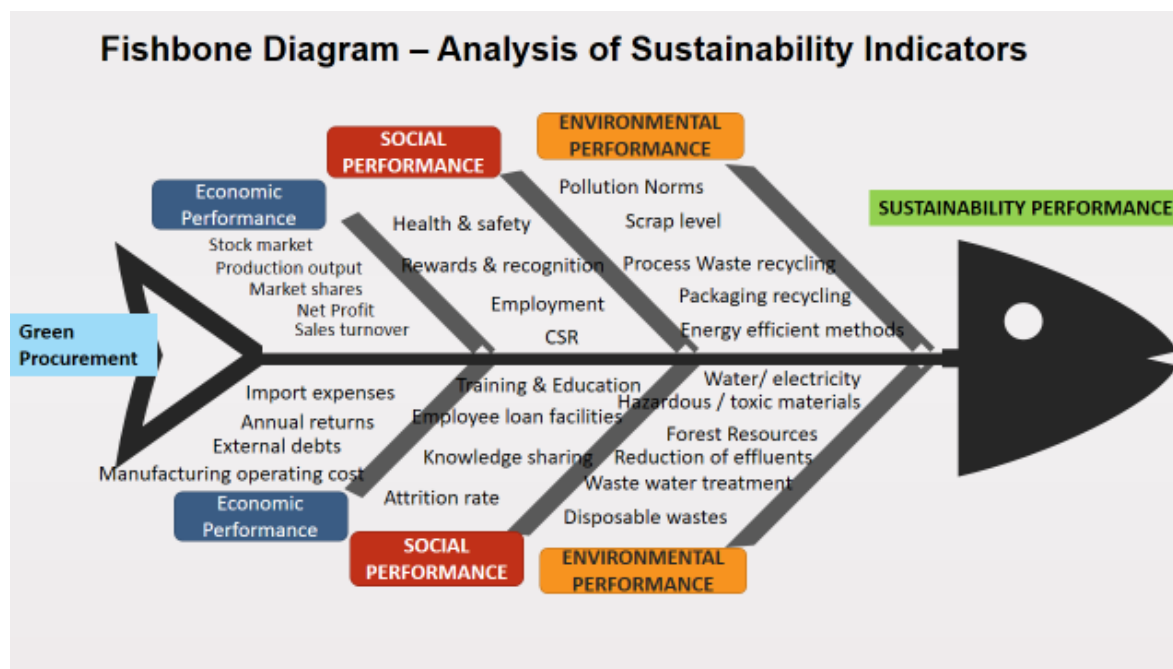 Fishbone Diagram – Analysis of Sustainability Indicators
ENVIRONMENTAL
PERFORMANCE
SOCIAL
PERFORMANCE
Economic
Performance
Pollution Norms
Scrap level
Process Waste recycling
Packaging recycling
Energy efficient methods
Health & safety
Rewards & recognition
Employment
CSR
Stock market
Production output
Market shares
Net Profit
Sales turnover
SUSTAINABILITY PERFORMANCE
Green
Procurement
Import expenses
Annual returns
External debts
Manufacturing operating cost
Economic
Performance
Training & Education
Employee loan facilities
Knowledge sharing
Attrition rate
SOCIAL
PERFORMANCE
Water/ electricity
Hazardous / toxic materials
Forest Resources
Reduction of effluents
Waste water treatment
Disposable wastes
ENVIRONMENTAL
PERFORMANCE